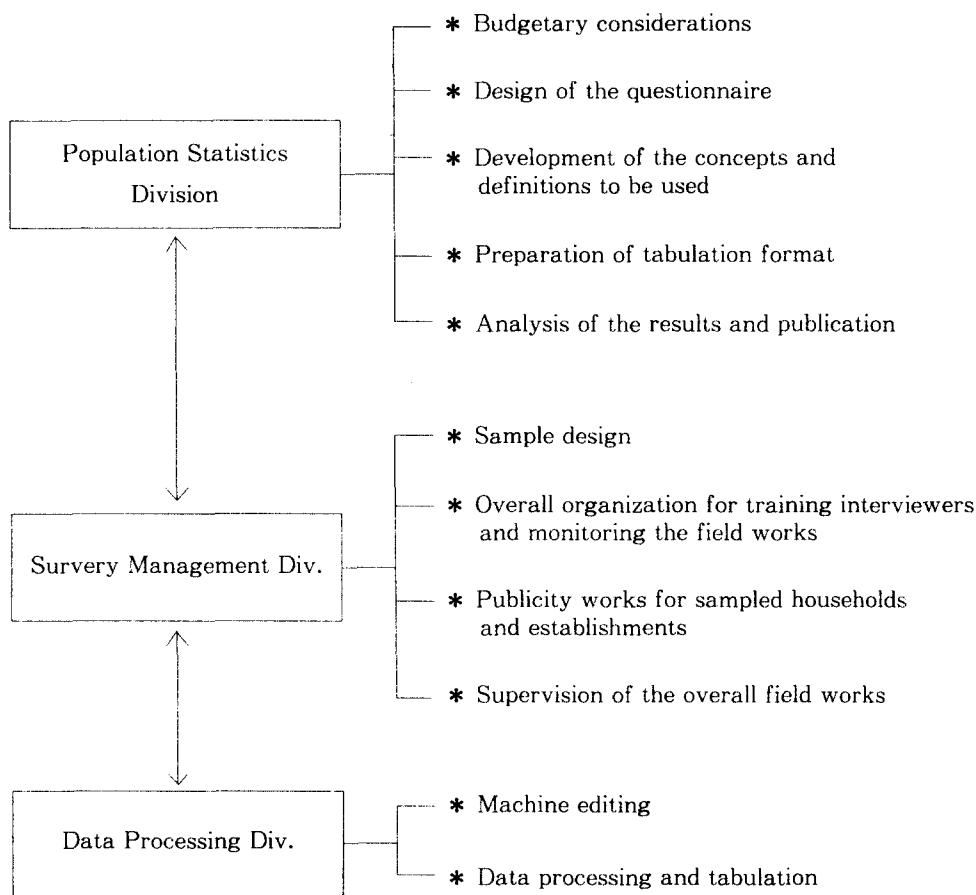 * Budgetary considerations
* Design of the questionnaire
Population Statistics
Division
* Development of the concepts and
definitions to be used
* Preparation of tabulation format
* Analysis of the results and publication
* Sample design
* Overall organization for training interviewers
and monitoring the field works
Survery Management Div.
* Publicity works for sampled households
and establishments
* Supervision of the overall field works
* Machine editing
Data Processing Div.
* Data processing and tabulation